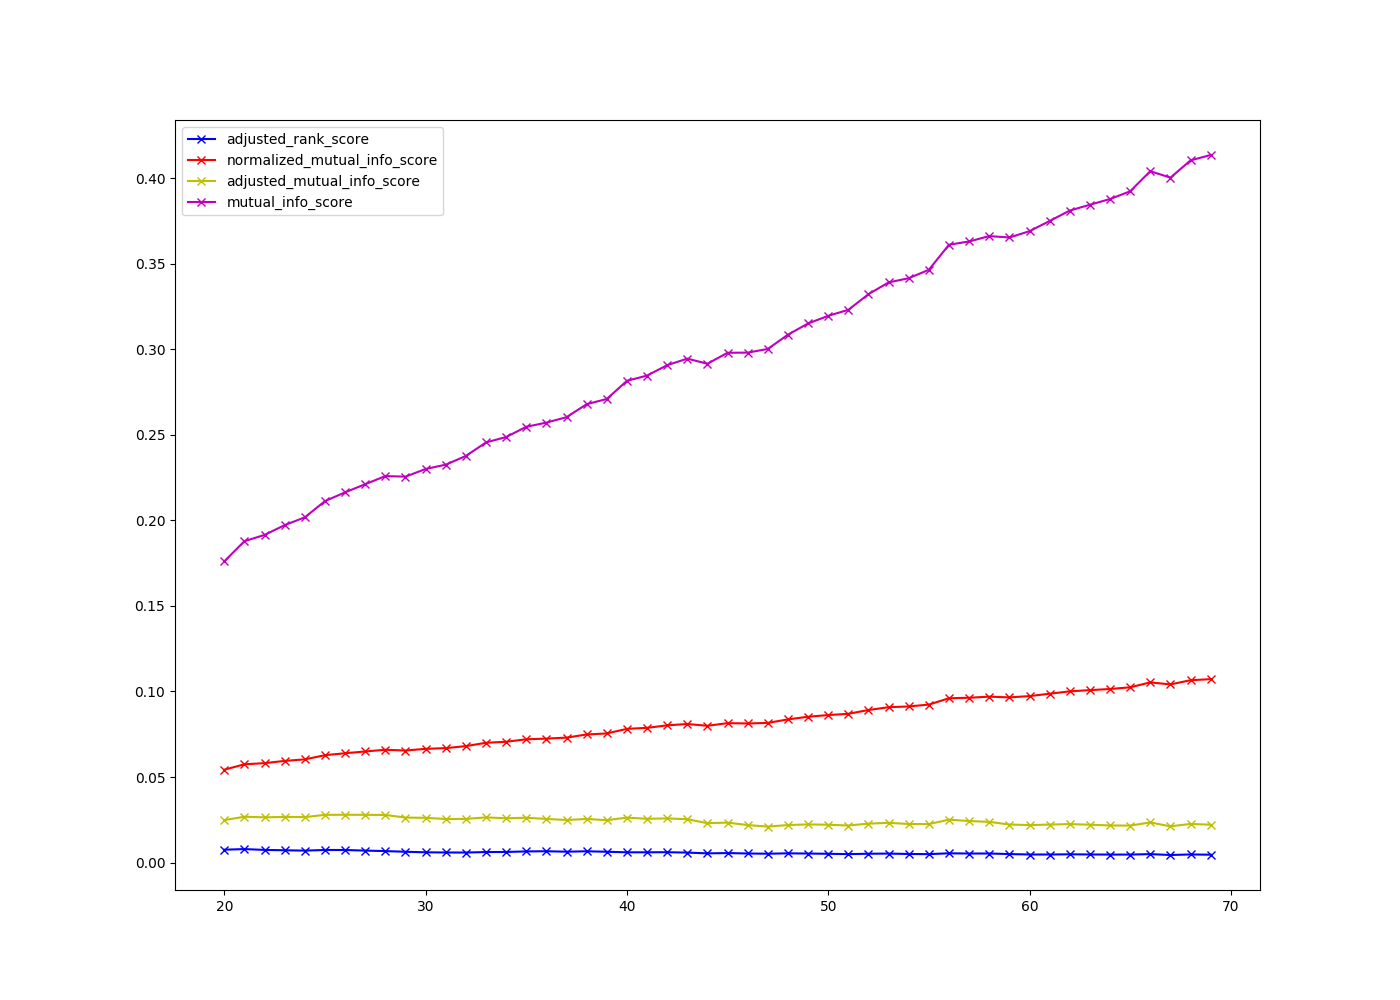 adjusted_rank_score
normalized_mutual_info_score
adjusted_mutual_info_score
mutual_info_score
0.40
0.35
0.30
0.25
0.20
0.15
0.10
0.05
0.00
20 30 40 50 60 70